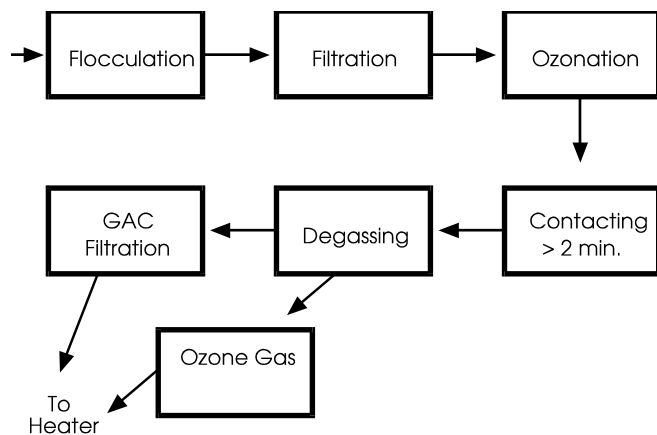 Flocculation
Filtration
Ozonation
GAC
Filtration
Degassing
Contacting
> 2 min.
Ozone Gas
To
Heater